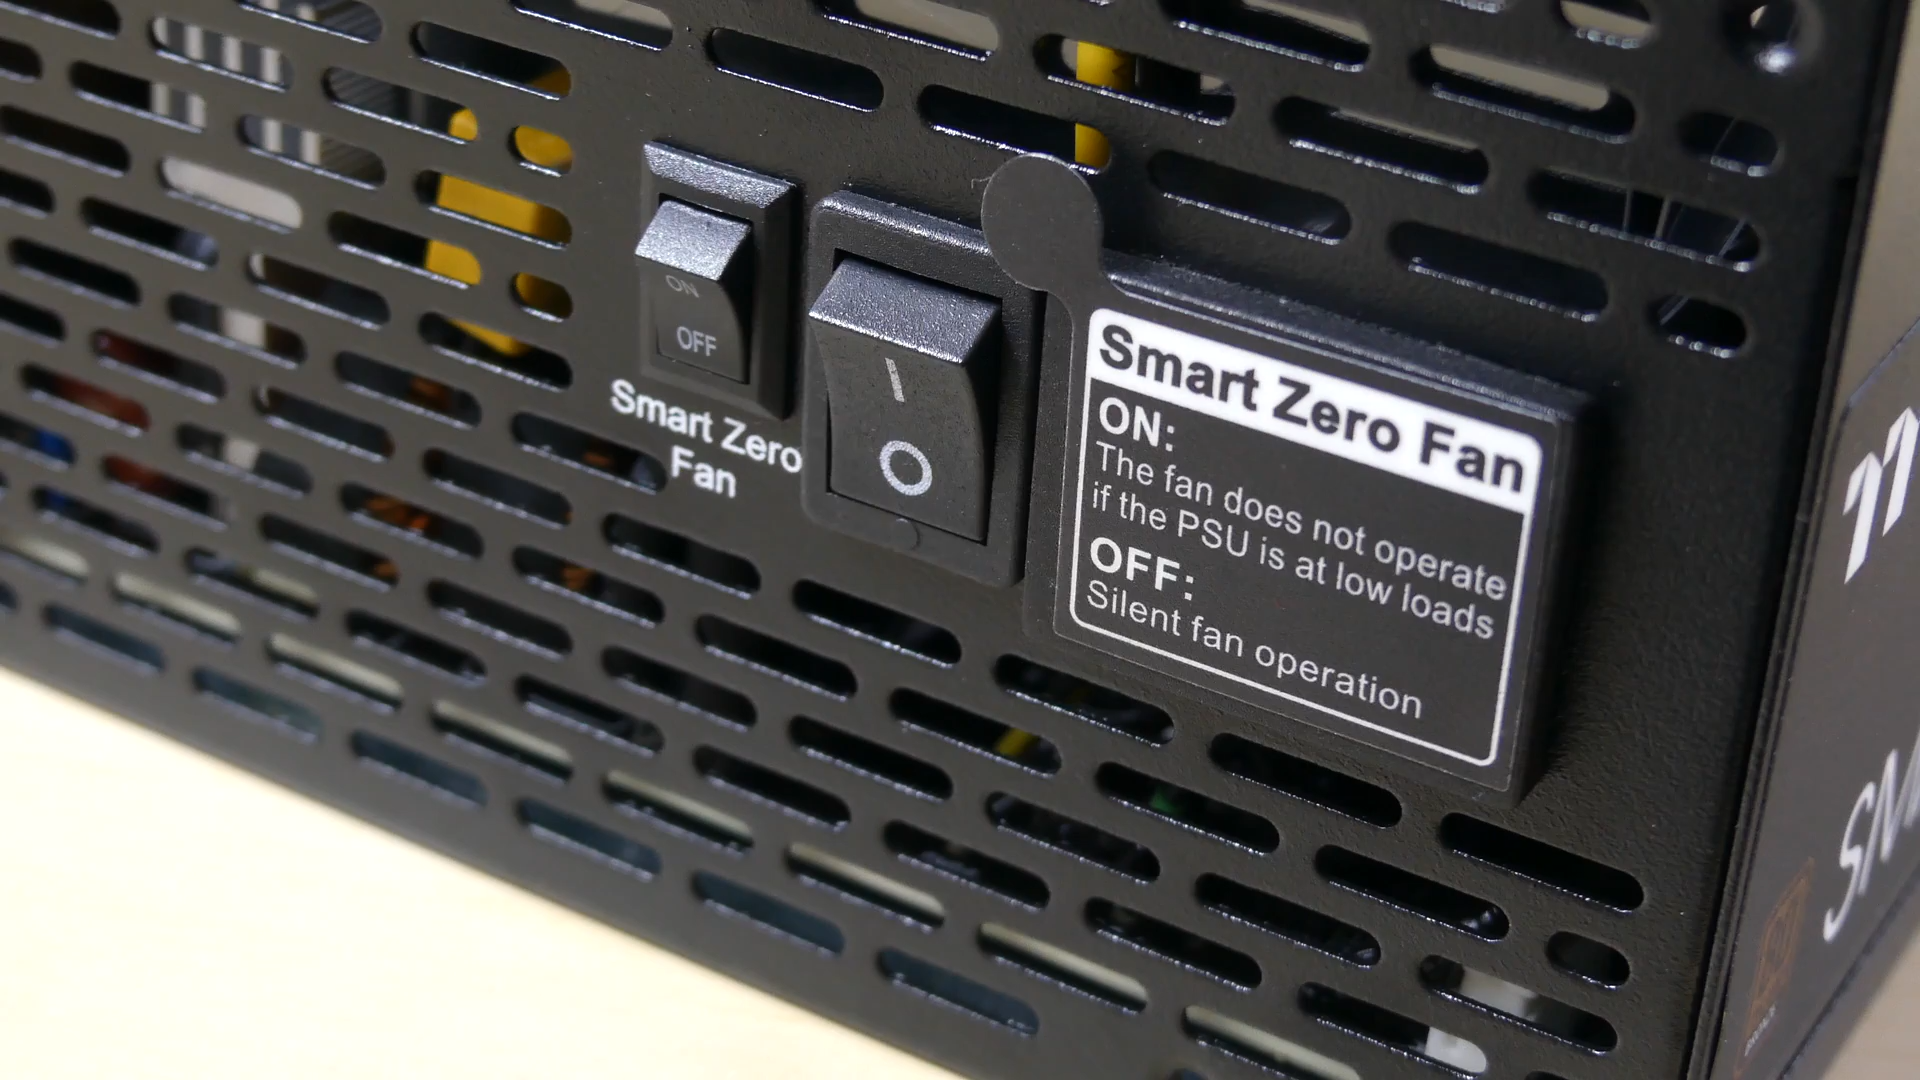 ON
OFF
Smart Zero
Fan
I
O
Smart Zero Fan
ON:
The fan does not operate
if the PSU is at low loads
OFF:
Silent fan operation
BRONZE